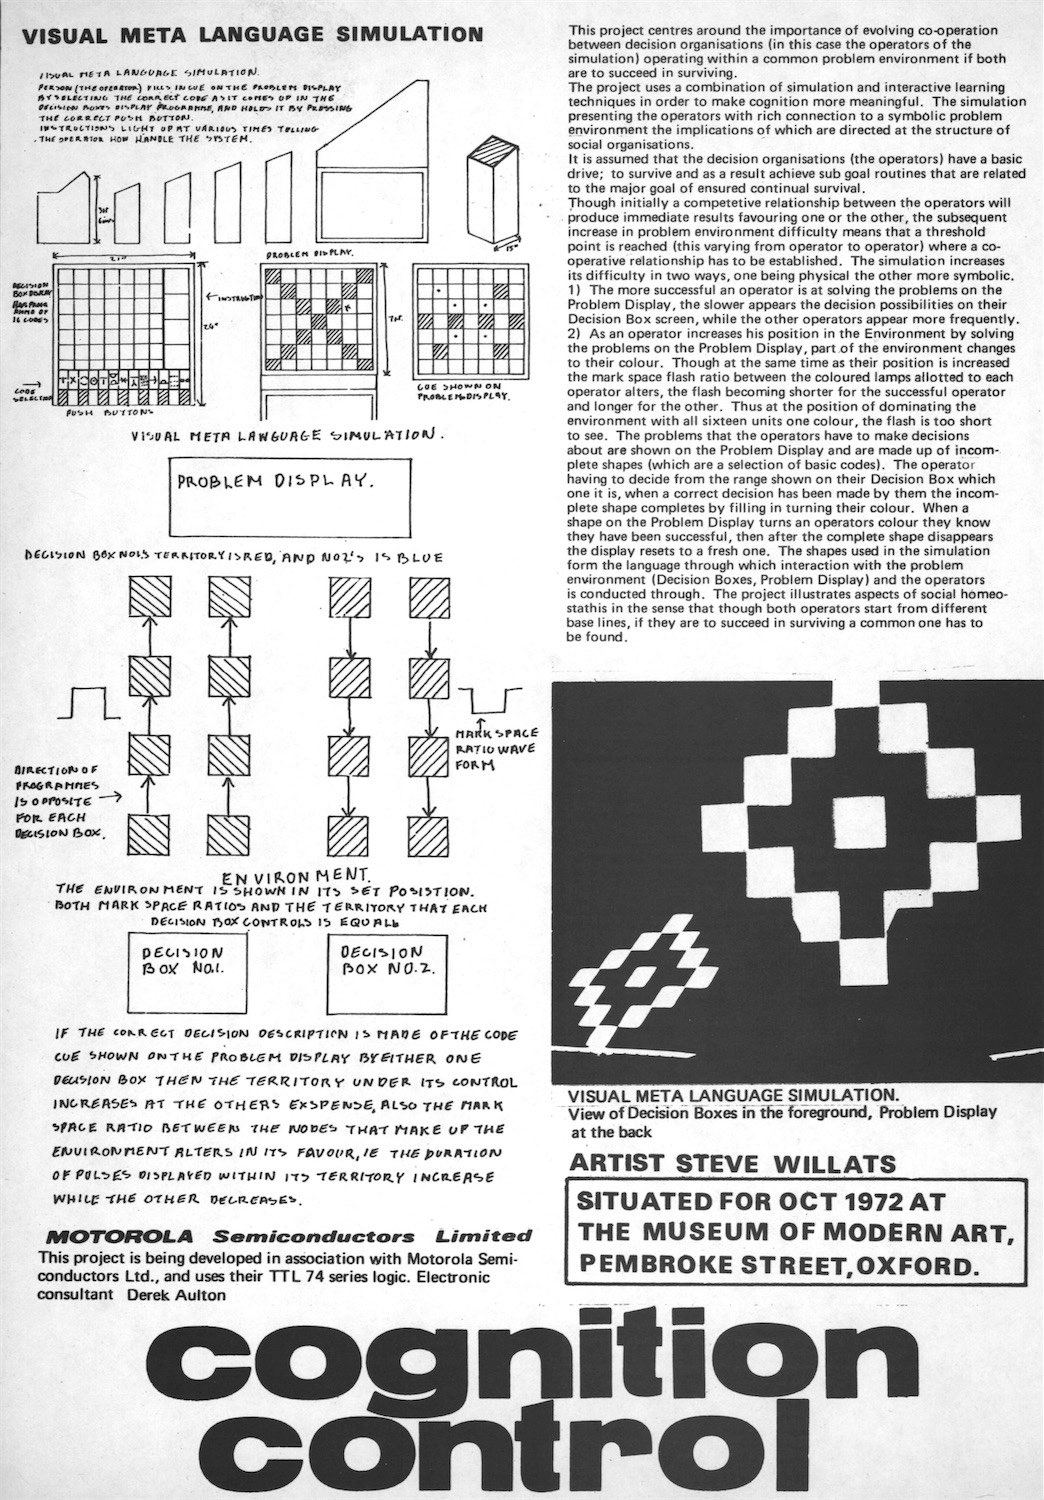 VISUAL META LANGUAGE SIMULATION
VISUAL META LANGUAGE SIMULATION.
PERSON (THE OPERATOR) FILLS IN CUE ON THE PROBLEM DISPLAY
BY SELECTING THE CORRECT CODE AS IT COMES UP IN THE
DECISION BOXES DISPLAY PROGRAMME, AND HOLDS IT BY PRESSING
THE CORRECT PUSH BUTTON.
INSTRUCTIONS LIGHT UP AT VARIOUS TIMES TELLING
THE OPERATOR HOW HANDLE THE SYSTEM.
15"
21"
PROBLEM DISPLAY.
DECISION
BOX DISPLAY
16 CODES
INSTRUCTION
24"
CODE
SELECTION
PUSH BUTTONS
CUE SHOWN ON
PROBLEM DISPLAY.
VISUAL META LANGUAGE SIMULATION.
PROBLEM DISPLAY.
DECISION BOX NO1S TERRITORY IS RED, AND NO2'S IS BLUE
MARK SPACE
RATIO WAVE
FORM
DIRECTION OF
PROGRAMMES
IS OPPOSITE
FOR EACH
DECISION BOX.
ENVIRONMENT.
THE ENVIRONMENT IS SHOWN IN ITS SET POSISTION.
BOTH MARK SPACE RATIOS AND THE TERRITORY THAT EACH
DECISION BOX CONTROLS IS EQUALL
DECISION
BOX NO.1.
DECISION
BOX NO.2.
IF THE CORRECT DECISION DESCRIPTION IS MADE OF THE CODE
CUE SHOWN ON THE PROBLEM DISPLAY BY EITHER ONE
DECISION BOX THEN THE TERRITORY UNDER ITS CONTROL
INCREASES AT THE OTHERS EXSPENSE, ALSO THE MARK
SPACE RATIO BETWEEN THE NODES THAT MAKE UP THE
ENVIRONMENT ALTERS IN ITS FAVOUR, IE THE DURATION
OF PULSES DISPLAYED WITHIN ITS TERRITORY INCREASE
WHILE THE OTHER DECREASES.
MOTOROLA Semiconductors Limited
This project is being developed in association with Motorola Semi-
conductors Ltd., and uses their TTL 74 series logic. Electronic
consultant Derek Aulton
This project centres around the importance of evolving co-operation
between decision organisations (in this case the operators of the
simulation) operating within a common problem environment if both
are to succeed in surviving.
The project uses a combination of simulation and interactive learning
techniques in order to make cognition more meaningful. The simulation
presenting the operators with rich connection to a symbolic problem
environment the implications of which are directed at the structure of
social organisations.
It is assumed that the decision organisations (the operators) have a basic
drive; to survive and as a result achieve sub goal routines that are related
to the major goal of ensured continual survival.
Though initially a competetive relationship between the operators will
produce immediate results favouring one or the other, the subsequent
increase in problem environment difficulty means that a threshold
point is reached (this varying from operator to operator) where a co-
operative relationship has to be established. The simulation increases
its difficulty in two ways, one being physical the other more symbolic.
1) The more successful an operator is at solving the problems on the
Problem Display, the slower appears the decision possibilities on their
Decision Box screen, while the other operators appear more frequently.
2) As an operator increases his position in the Environment by solving
the problems on the Problem Display, part of the environment changes
to their colour. Though at the same time as their position is increased
the mark space flash ratio between the coloured lamps allotted to each
operator alters, the flash becoming shorter for the successful operator
and longer for the other. Thus at the position of dominating the
environment with all sixteen units one colour, the flash is too short
to see. The problems that the operators have to make decisions
about are shown on the Problem Display and are made up of incom-
plete shapes (which are a selection of basic codes). The operator
having to decide from the range shown on their Decision Box which
one it is, when a correct decision has been made by them the incom-
plete shape completes by filling in turning their colour. When a
shape on the Problem Display turns an operators colour they know
they have been successful, then after the complete shape disappears
the display resets to a fresh one. The shapes used in the simulation
form the language through which interaction with the problem
environment (Decision Boxes, Problem Display) and the operators
is conducted through. The project illustrates aspects of social homeo-
stathis in the sense that though both operators start from different
base lines, if they are to succeed in surviving a common one has to
be found.
VISUAL META LANGUAGE SIMULATION.
View of Decision Boxes in the foreground, Problem Display
at the back
ARTIST STEVE WILLATS
SITUATED FOR OCT 1972 AT
THE MUSEUM OF MODERN ART,
PEMBROKE STREET, OXFORD.
cognition
control